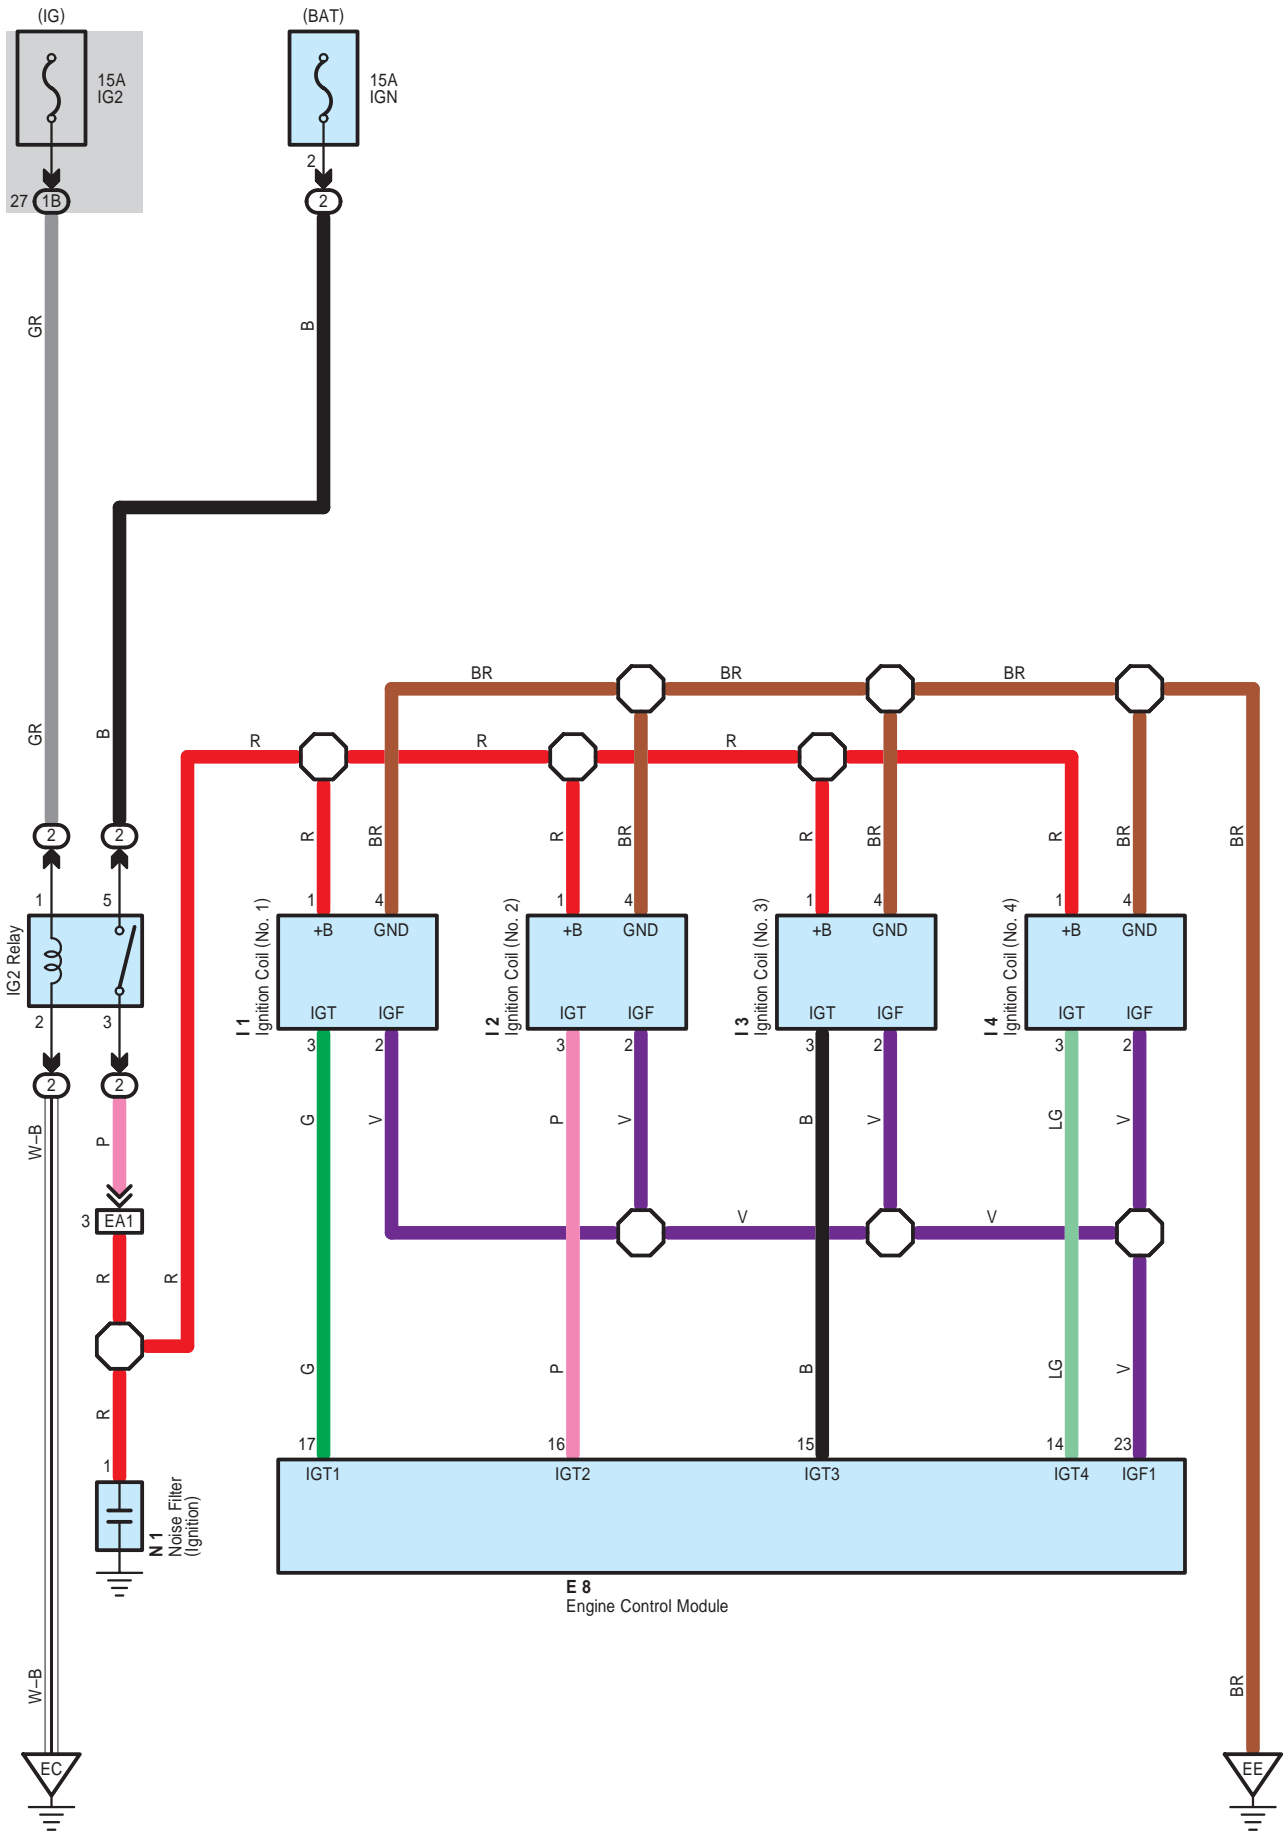 (IG)
(BAT)
15A
IG2
15A
IGN
2
27
1B
2
GR
B
BR
BR
BR
GR
B
R
R
R
2
2
R
BR
R
BR
R
BR
R
BR
BR
1
5
1
4
1
4
1
4
1
4
IG2 Relay
I 1
Ignition Coil (No. 1)
+B
GND
IGT
IGF
I 2
Ignition Coil (No. 2)
+B
GND
IGT
IGF
I 3
Ignition Coil (No. 3)
+B
GND
IGT
IGF
I 4
Ignition Coil (No. 4)
+B
GND
IGT
IGF
2
3
3
2
3
2
3
2
3
2
2
2
W–B
P
G
V
P
V
B
V
LG
V
3
EA1
V
V
R
R
G
P
B
LG
V
R
1
17
16
15
14
23
IGT1
IGT2
IGT3
IGT4
IGF1
N 1
Noise Filter
(Ignition)
E 8
Engine Control Module
W–B
BR
EC
EE